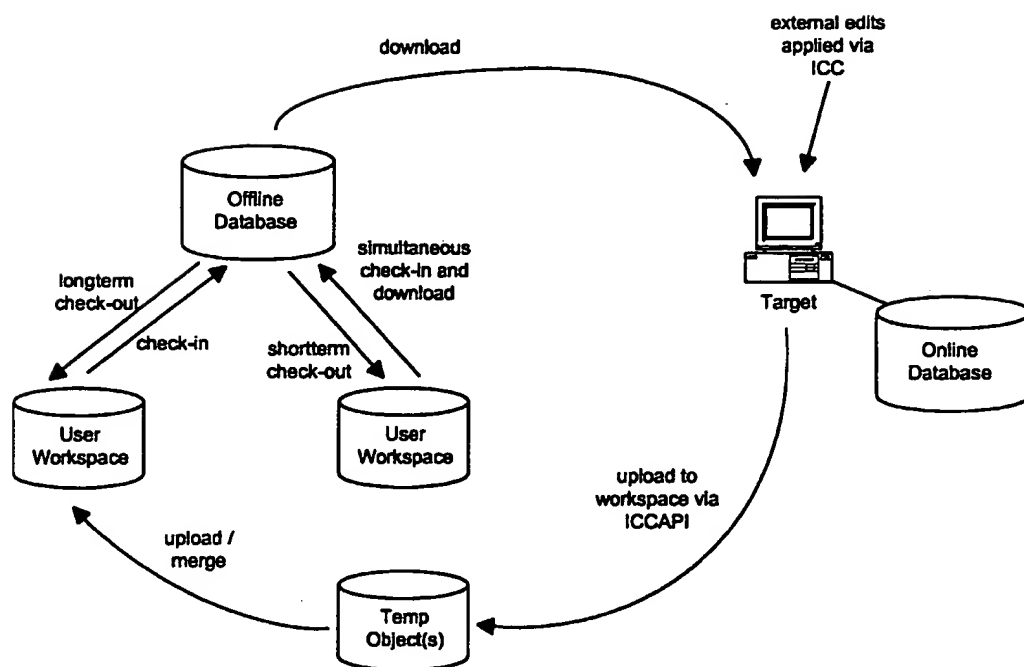 download
external edits
applied via
ICC
Offline
Database
simultaneous
check-in and
download
longterm
check-out
check-in
shortterm
check-out
Target
Online
Database
User
Workspace
User
Workspace
upload to
workspace via
ICCAPI
upload /
merge
Temp
Object(s)